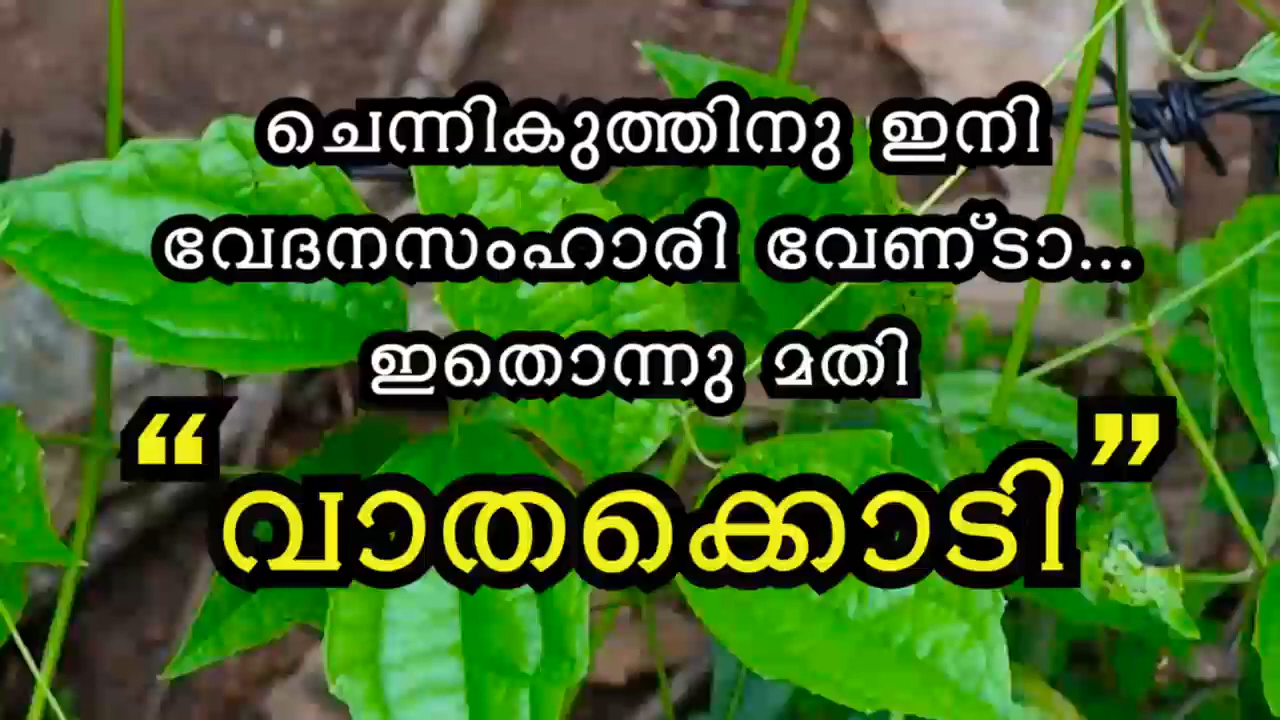 ചെന്നികുത്തിനു ഇനി
വേദനസംഹാരി വേണ്ടാ...
ഇതൊന്നു മതി
“വാതക്കൊടി”